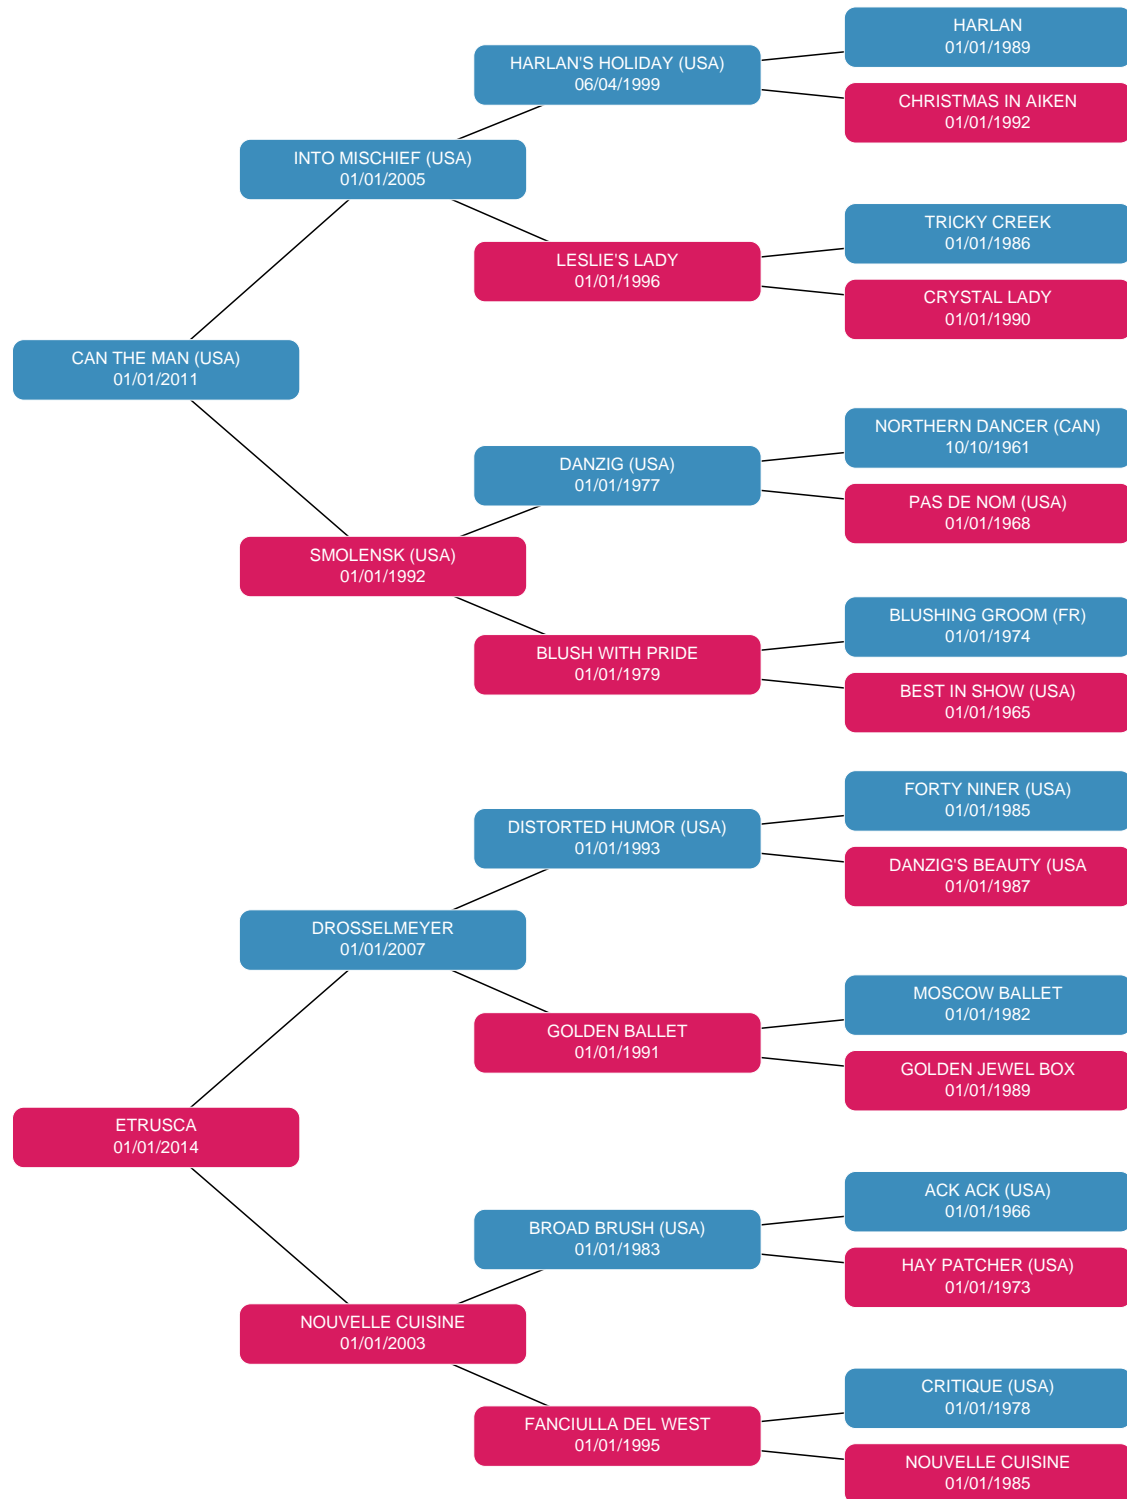 HARLAN
01/01/1989
HARLAN'S HOLIDAY (USA)
06/04/1999
CHRISTMAS IN AIKEN
01/01/1992
INTO MISCHIEF (USA)
01/01/2005
TRICKY CREEK
01/01/1986
LESLIE'S LADY
01/01/1996
CRYSTAL LADY
01/01/1990
CAN THE MAN (USA)
01/01/2011
NORTHERN DANCER (CAN)
10/10/1961
DANZIG (USA)
01/01/1977
PAS DE NOM (USA)
01/01/1968
SMOLENSK (USA)
01/01/1992
BLUSHING GROOM (FR)
01/01/1974
BLUSH WITH PRIDE
01/01/1979
BEST IN SHOW (USA)
01/01/1965
FORTY NINER (USA)
01/01/1985
DISTORTED HUMOR (USA)
01/01/1993
DANZIG'S BEAUTY (USA
01/01/1987
DROSSELMEYER
01/01/2007
MOSCOW BALLET
01/01/1982
GOLDEN BALLET
01/01/1991
GOLDEN JEWEL BOX
01/01/1989
ETRUSCA
01/01/2014
ACK ACK (USA)
01/01/1966
BROAD BRUSH (USA)
01/01/1983
HAY PATCHER (USA)
01/01/1973
NOUVELLE CUISINE
01/01/2003
CRITIQUE (USA)
01/01/1978
FANCIULLA DEL WEST
01/01/1995
NOUVELLE CUISINE
01/01/1985